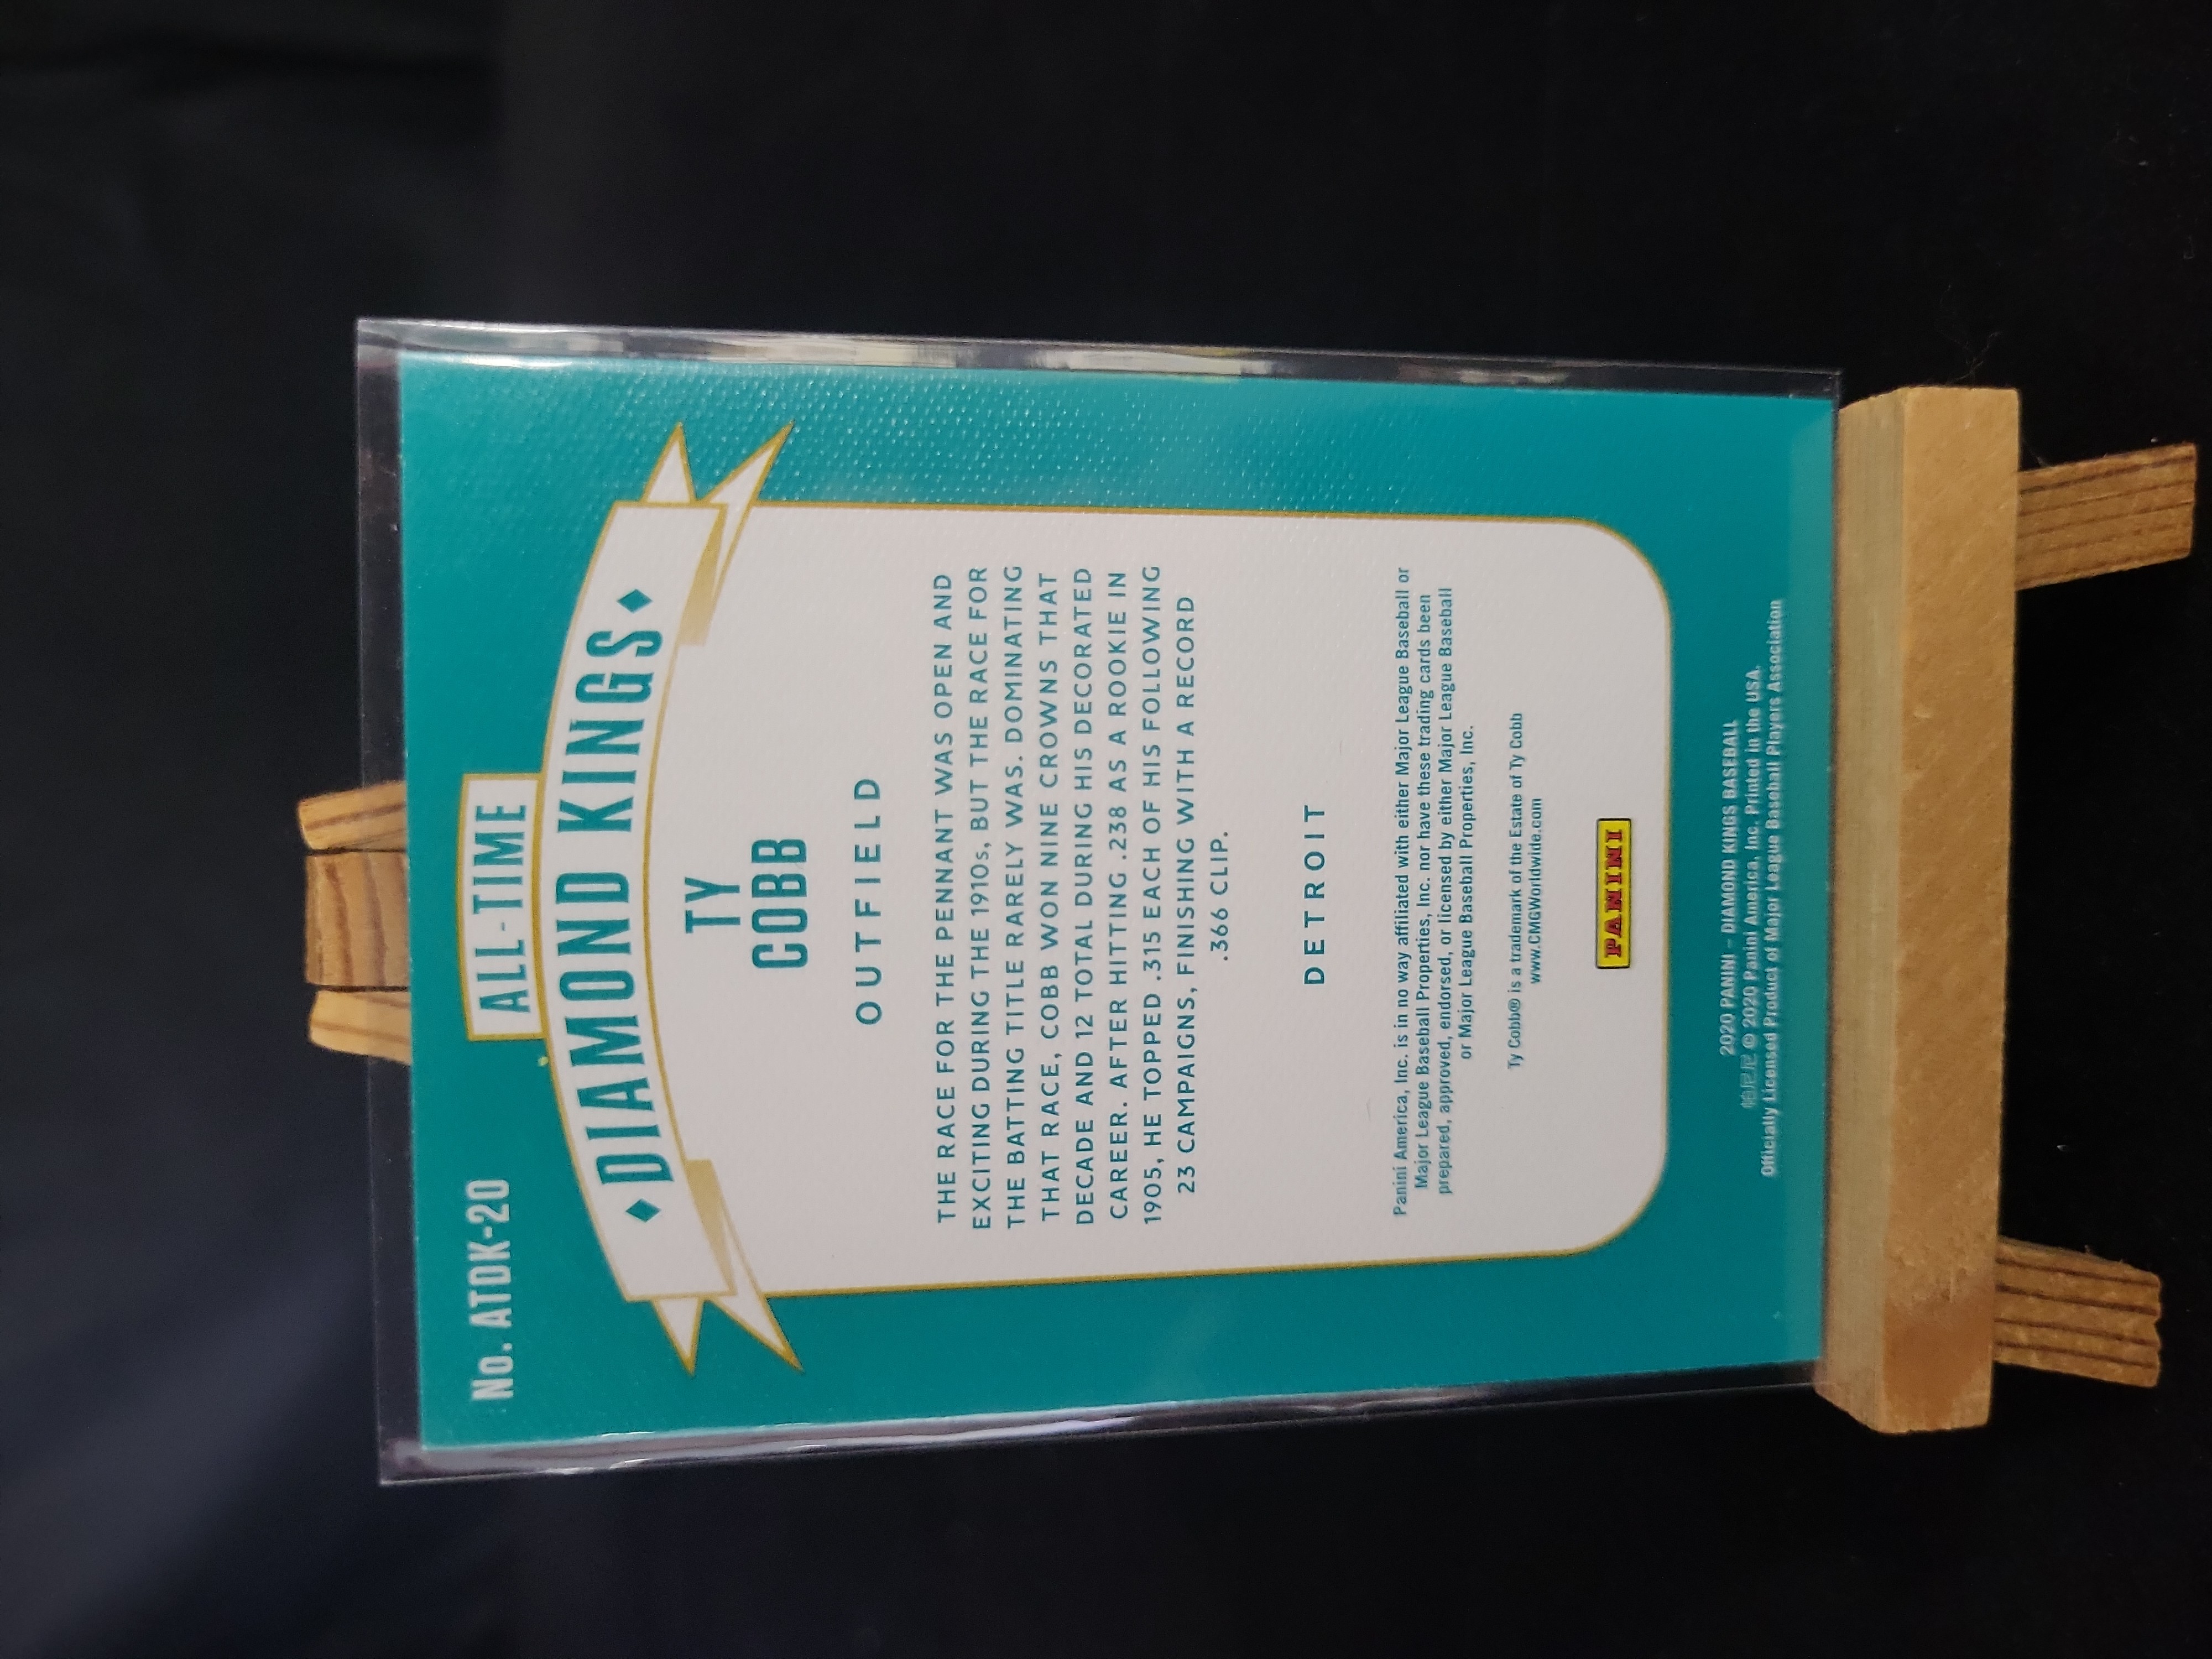 No. ATDK-20
ALL-TIME
DIAMOND KINGS
TY
COBB
OUTFIELD
THE RACE FOR THE PENNANT WAS OPEN AND
EXCITING DURING THE 1910s, BUT THE RACE FOR
THE BATTING TITLE RARELY WAS. DOMINATING
THAT RACE, COBB WON NINE CROWNS THAT
DECADE AND 12 TOTAL DURING HIS DECORATED
CAREER. AFTER HITTING .238 AS A ROOKIE IN
1905, HE TOPPED .315 EACH OF HIS FOLLOWING
23 CAMPAIGNS, FINISHING WITH A RECORD
.366 CLIP.
DETROIT
Panini America, Inc. is in no way affiliated with either Major League Baseball or
Major League Baseball Properties, Inc. nor have these trading cards been
prepared, approved, endorsed, or licensed by either Major League Baseball
or Major League Baseball Properties, Inc.
Ty Cobb® is a trademark of the Estate of Ty Cobb
www.CMGWorldwide.com
PANINI
2020 PANINI – DIAMOND KINGS BASEBALL
© 2020 Panini America, Inc. Printed in the USA.
Officially Licensed Product of Major League Baseball Players Association